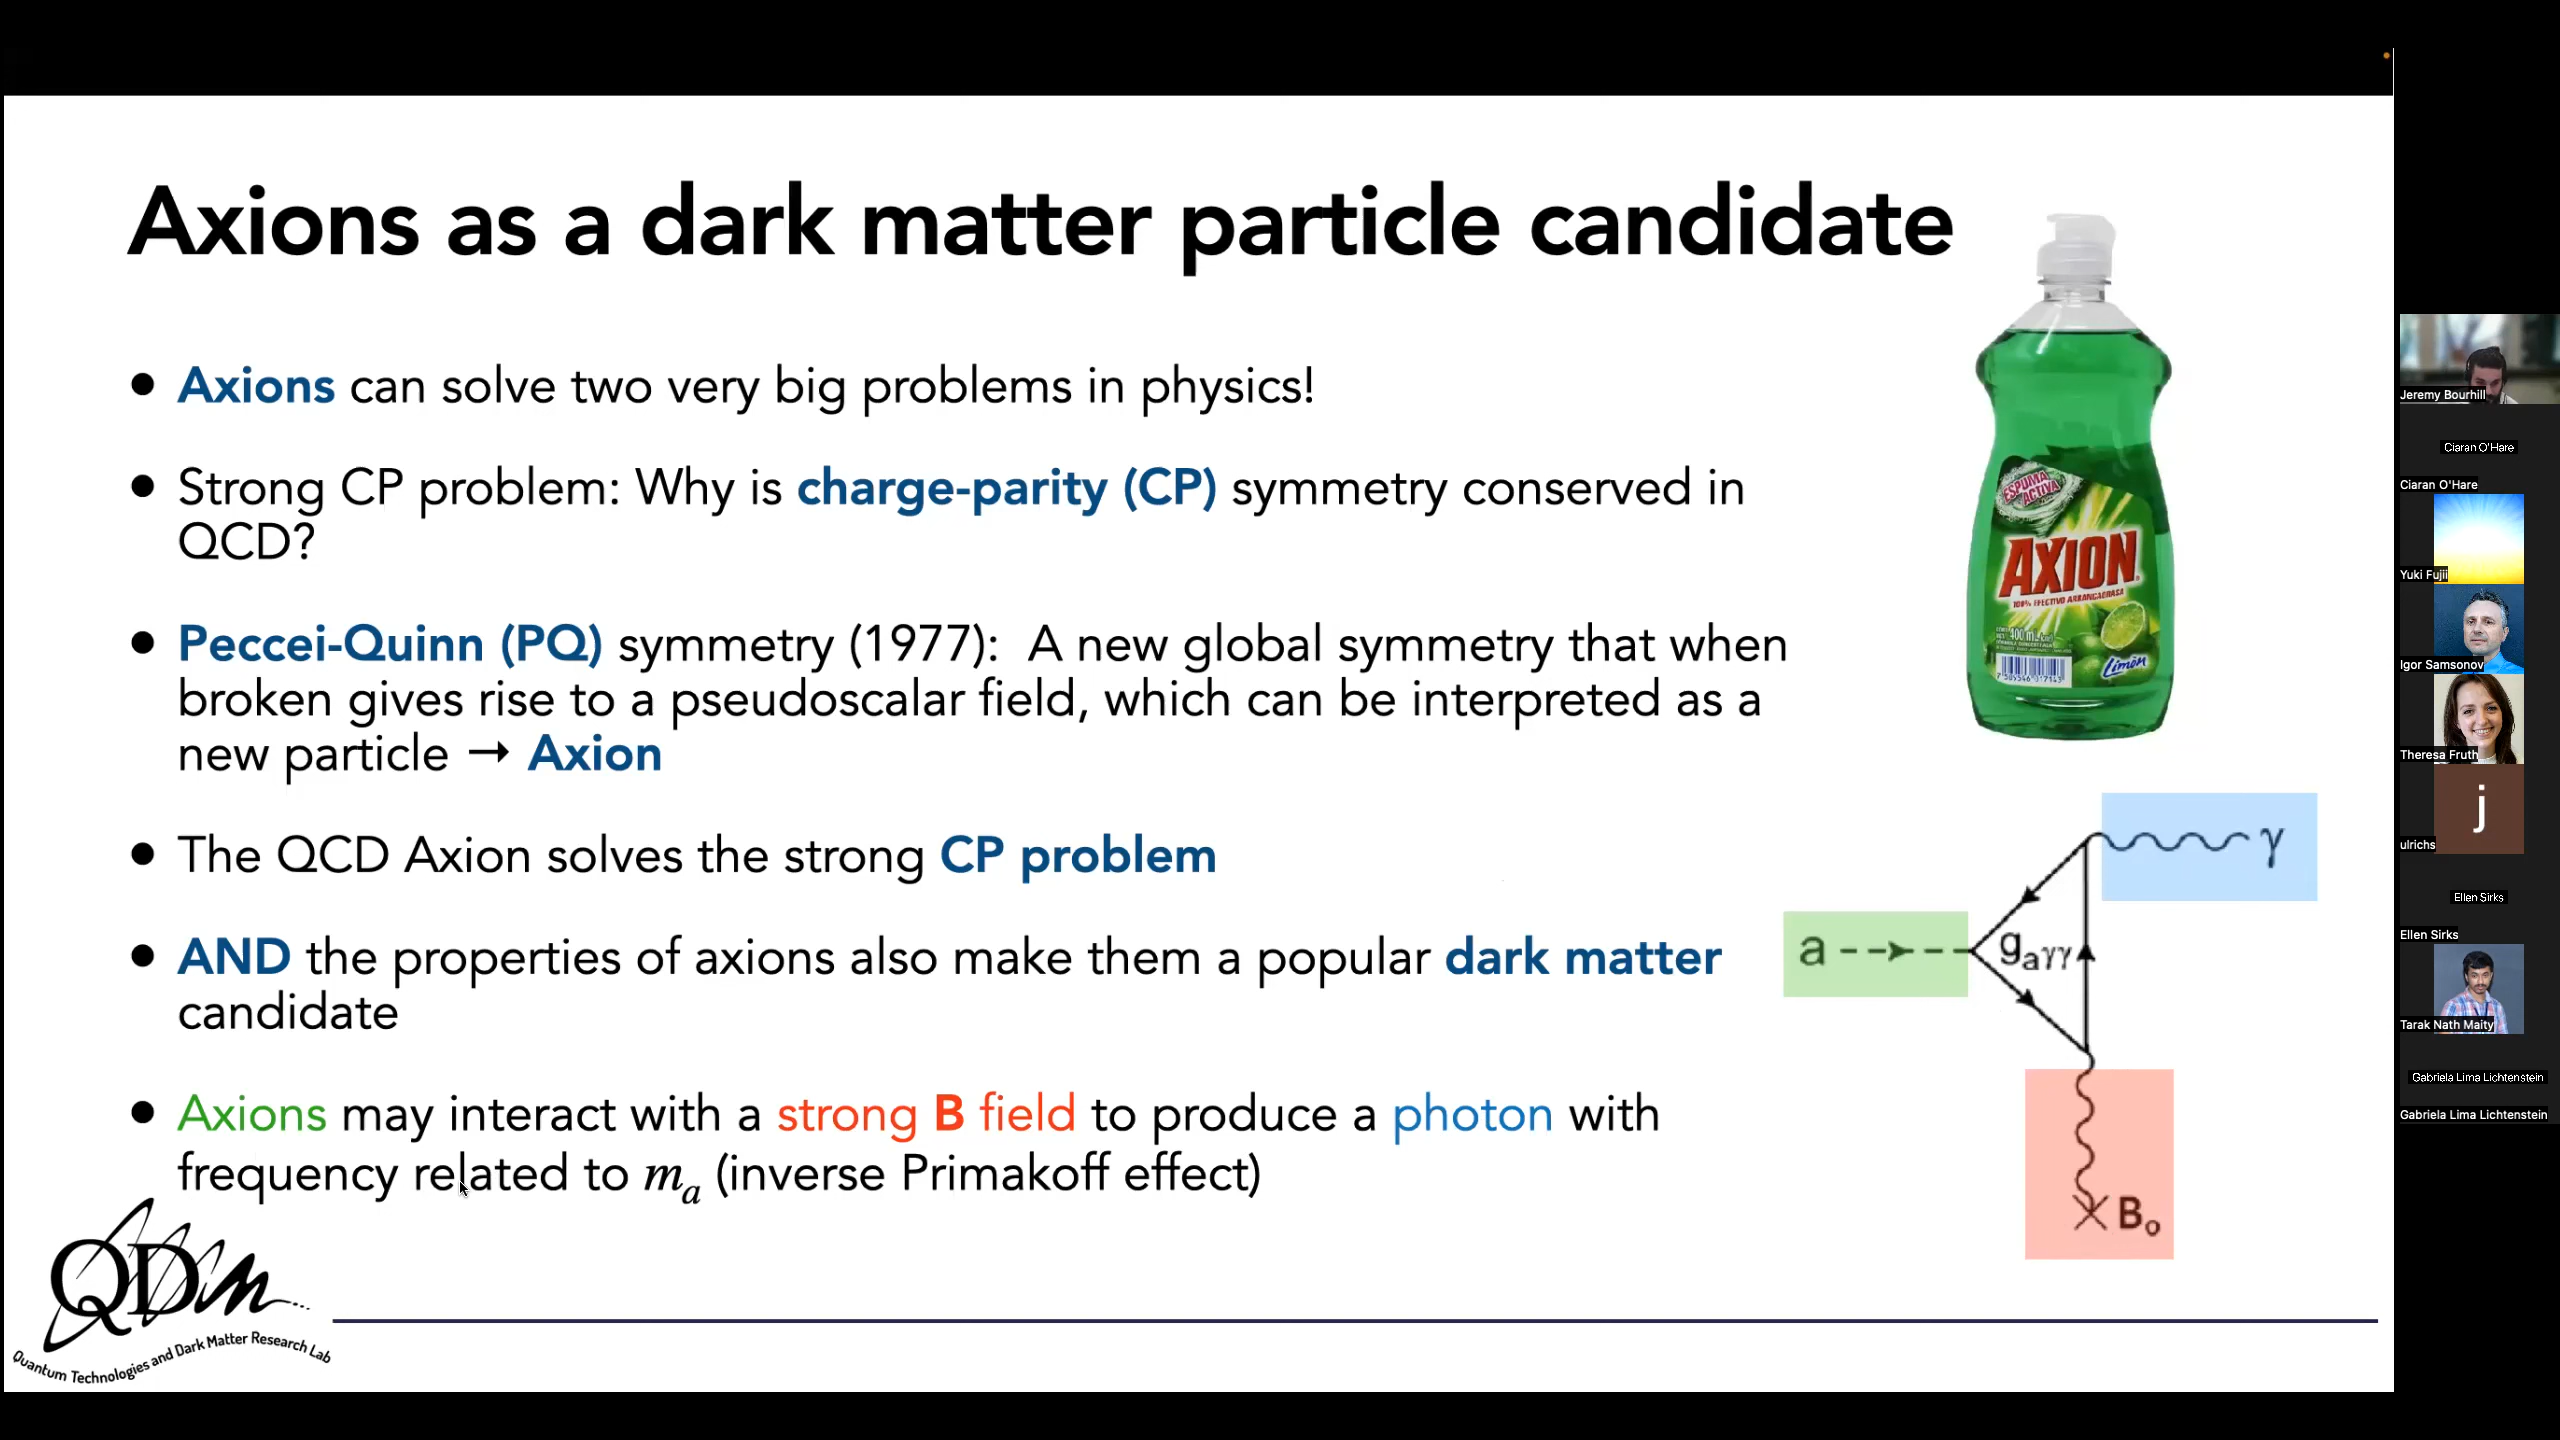 Axions as a dark matter particle candidate
● Axions can solve two very big problems in physics!
● Strong CP problem: Why is charge-parity (CP) symmetry conserved in
QCD?
● Peccei-Quinn (PQ) symmetry (1977): A new global symmetry that when
broken gives rise to a pseudoscalar field, which can be interpreted as a
new particle → Axion
● The QCD Axion solves the strong CP problem
● AND the properties of axions also make them a popular dark matter
candidate
● Axions may interact with a strong B field to produce a photon with
frequency related to mₐ (inverse Primakoff effect)
ESPUMA
ACTIVA
AXION
100% EFECTIVO ARRANCAGRASA
400 mL
Limón
γ
a
gaγγ
B₀
QDM
Quantum Technologies and Dark Matter Research Lab
Jeremy Bourhill
Ciaran O'Hare
Ciaran O'Hare
Yuki Fujii
Igor Samsonov
Theresa Fruth
j
ulrichs
Ellen Sirks
Ellen Sirks
Tarak Nath Maity
Gabriela Lima Lichtenstein
Gabriela Lima Lichtenstein